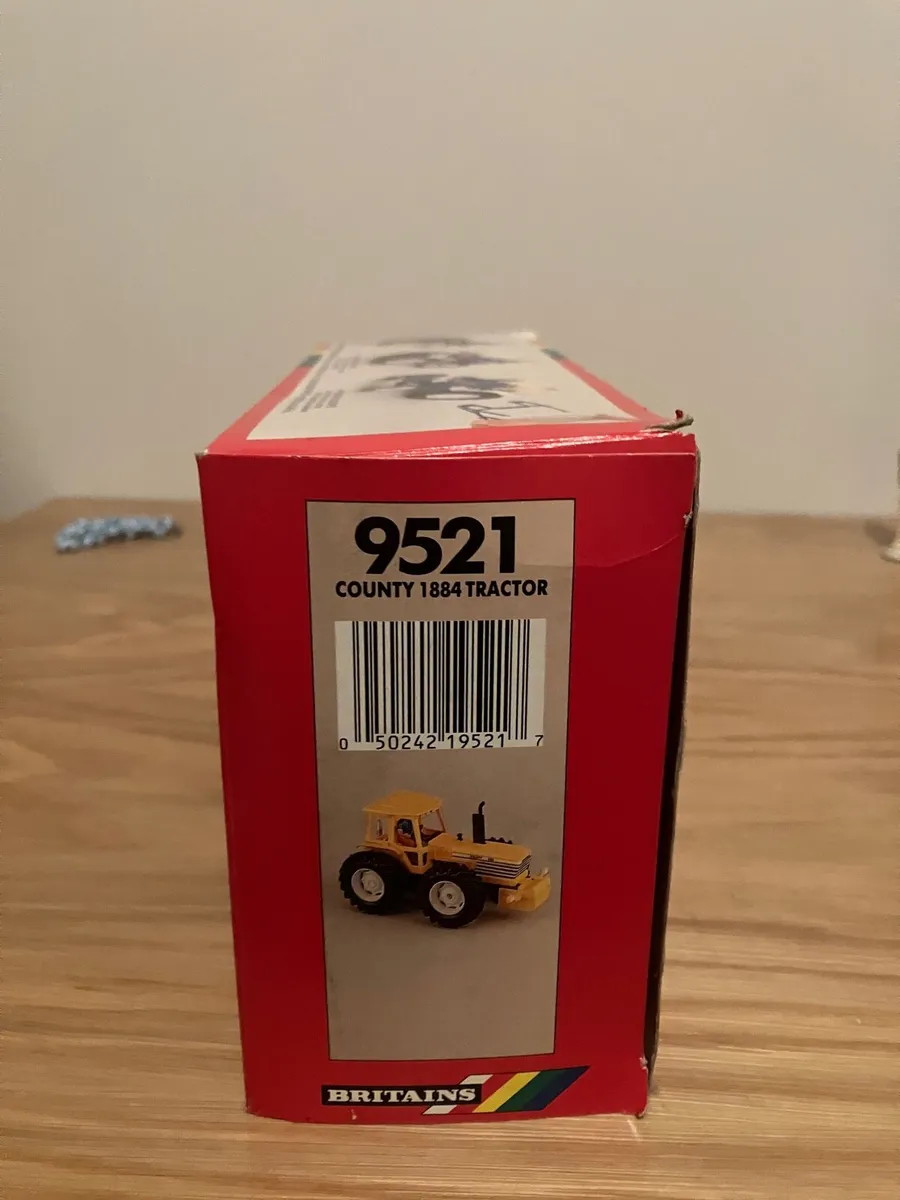 9521
COUNTY 1884 TRACTOR
0 50242 19521 7
BRITAINS